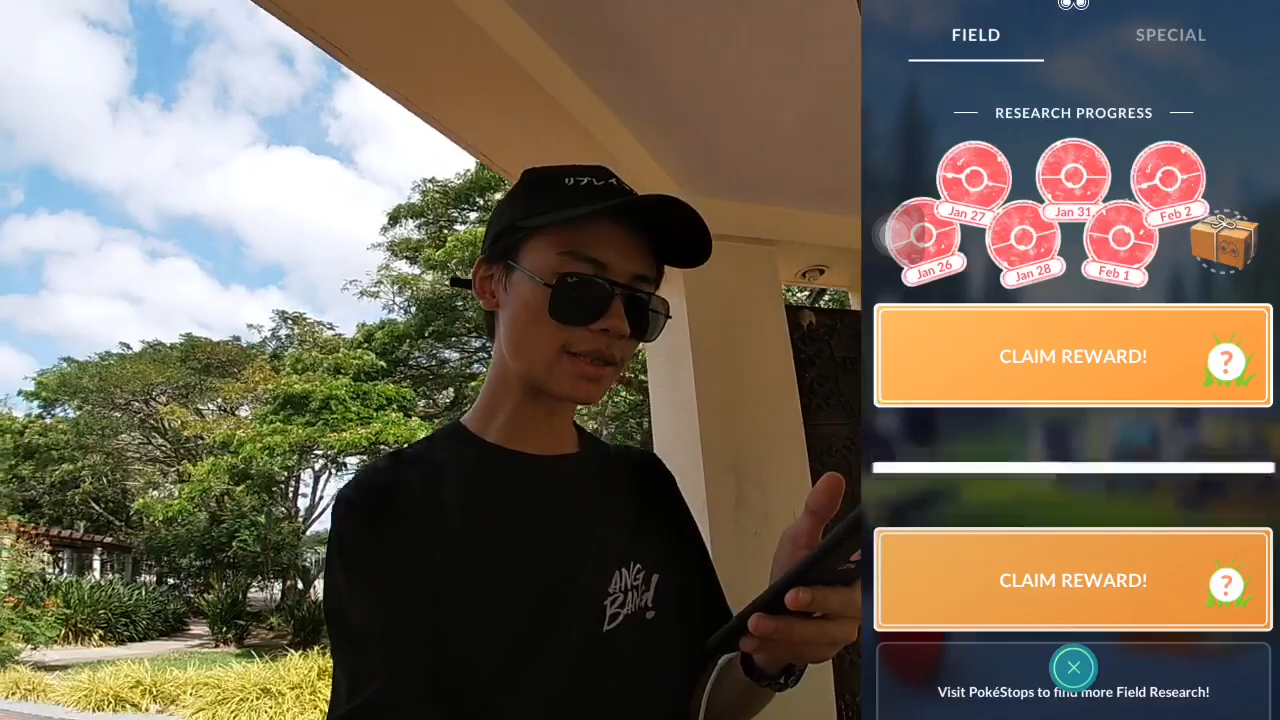 リプレイ
ANG
BANG!
FIELD
SPECIAL
RESEARCH PROGRESS
Jan 27
Jan 31
Feb 2
Jan 26
Jan 28
Feb 1
CLAIM REWARD!
?
CLAIM REWARD!
?
Visit PokéStops to find more Field Research!